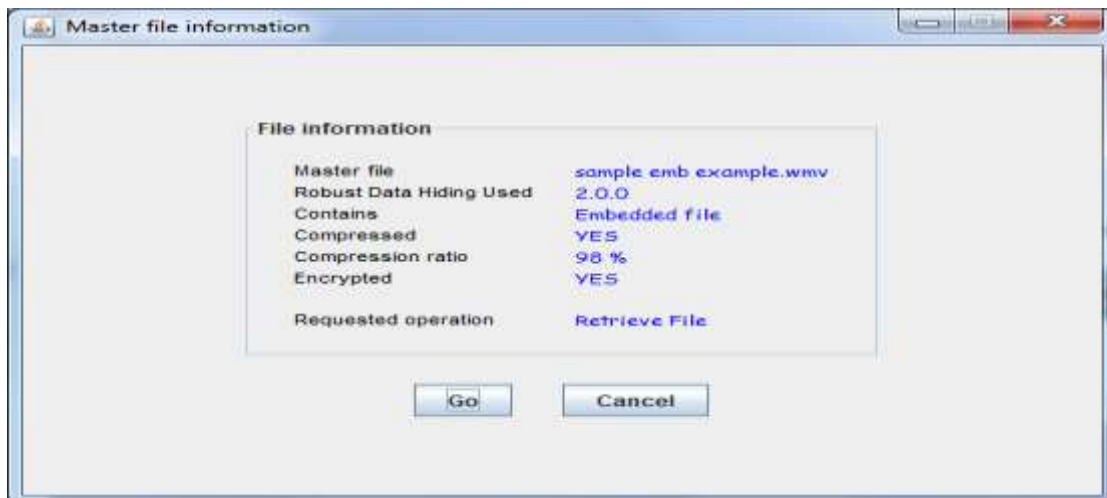 Master file information
File information
Master file sample emb example.wmv
Robust Data Hiding Used 2.0.0
Contains Embedded file
Compressed YES
Compression ratio 98 %
Encrypted YES
Requested operation Retrieve File
Go Cancel